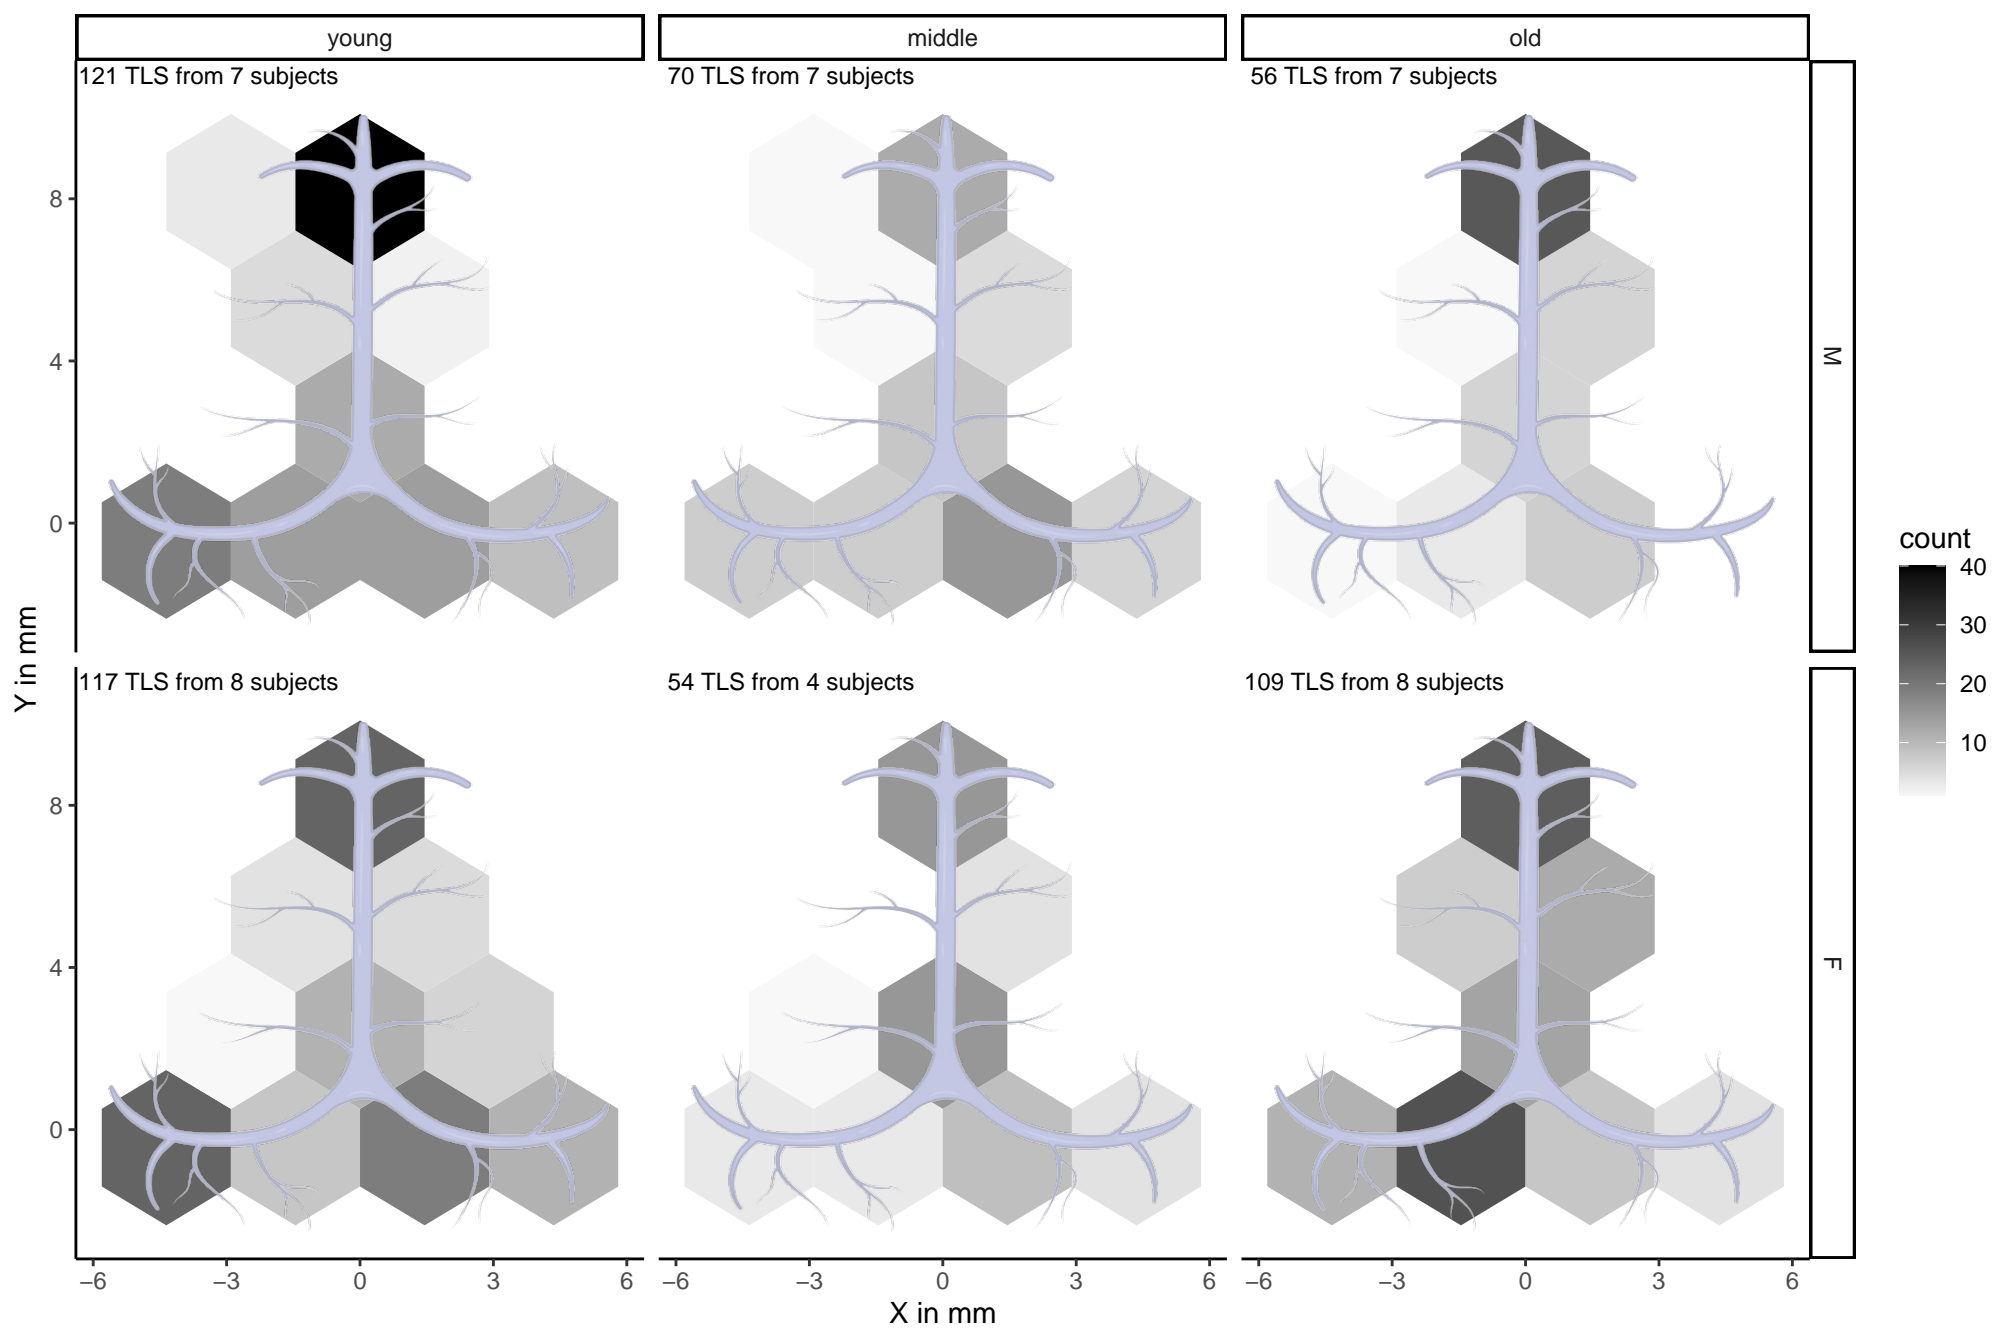 young
middle
old
121 TLS from 7 subjects
70 TLS from 7 subjects
56 TLS from 7 subjects
8
4
0
M
117 TLS from 8 subjects
54 TLS from 4 subjects
109 TLS from 8 subjects
8
4
0
F
−6 −3 0 3 6
−6 −3 0 3 6
−6 −3 0 3 6
X in mm
Y in mm
count
40
30
20
10